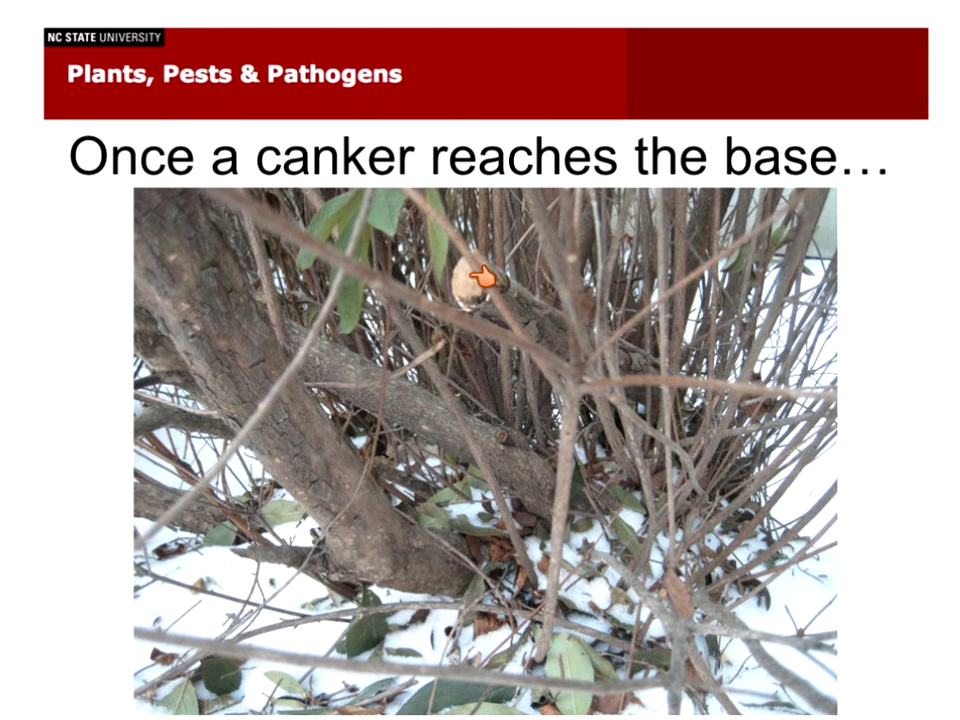 NC STATE UNIVERSITY
Plants, Pests & Pathogens
Once a canker reaches the base…